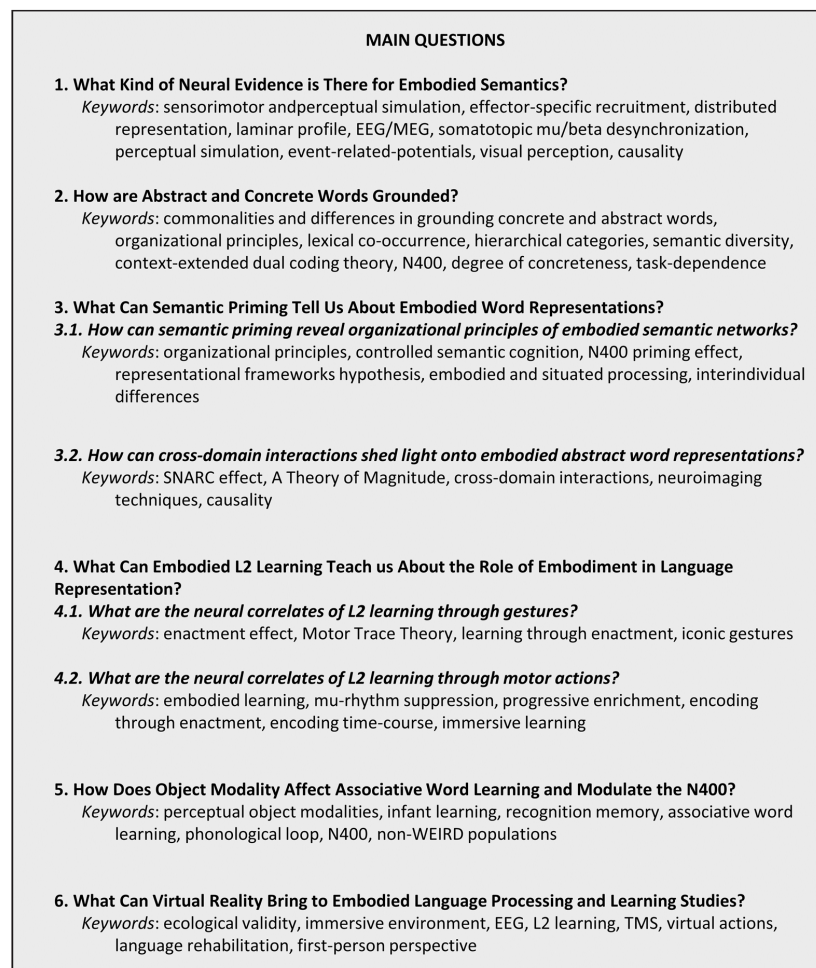 MAIN QUESTIONS
1. What Kind of Neural Evidence is There for Embodied Semantics?
Keywords: sensorimotor andperceptual simulation, effector-specific recruitment, distributed
representation, laminar profile, EEG/MEG, somatotopic mu/beta desynchronization,
perceptual simulation, event-related-potentials, visual perception, causality
2. How are Abstract and Concrete Words Grounded?
Keywords: commonalities and differences in grounding concrete and abstract words,
organizational principles, lexical co-occurrence, hierarchical categories, semantic diversity,
context-extended dual coding theory, N400, degree of concreteness, task-dependence
3. What Can Semantic Priming Tell Us About Embodied Word Representations?
3.1. How can semantic priming reveal organizational principles of embodied semantic networks?
Keywords: organizational principles, controlled semantic cognition, N400 priming effect,
representational frameworks hypothesis, embodied and situated processing, interindividual
differences
3.2. How can cross-domain interactions shed light onto embodied abstract word representations?
Keywords: SNARC effect, A Theory of Magnitude, cross-domain interactions, neuroimaging
techniques, causality
4. What Can Embodied L2 Learning Teach us About the Role of Embodiment in Language
Representation?
4.1. What are the neural correlates of L2 learning through gestures?
Keywords: enactment effect, Motor Trace Theory, learning through enactment, iconic gestures
4.2. What are the neural correlates of L2 learning through motor actions?
Keywords: embodied learning, mu-rhythm suppression, progressive enrichment, encoding
through enactment, encoding time-course, immersive learning
5. How Does Object Modality Affect Associative Word Learning and Modulate the N400?
Keywords: perceptual object modalities, infant learning, recognition memory, associative word
learning, phonological loop, N400, non-WEIRD populations
6. What Can Virtual Reality Bring to Embodied Language Processing and Learning Studies?
Keywords: ecological validity, immersive environment, EEG, L2 learning, TMS, virtual actions,
language rehabilitation, first-person perspective